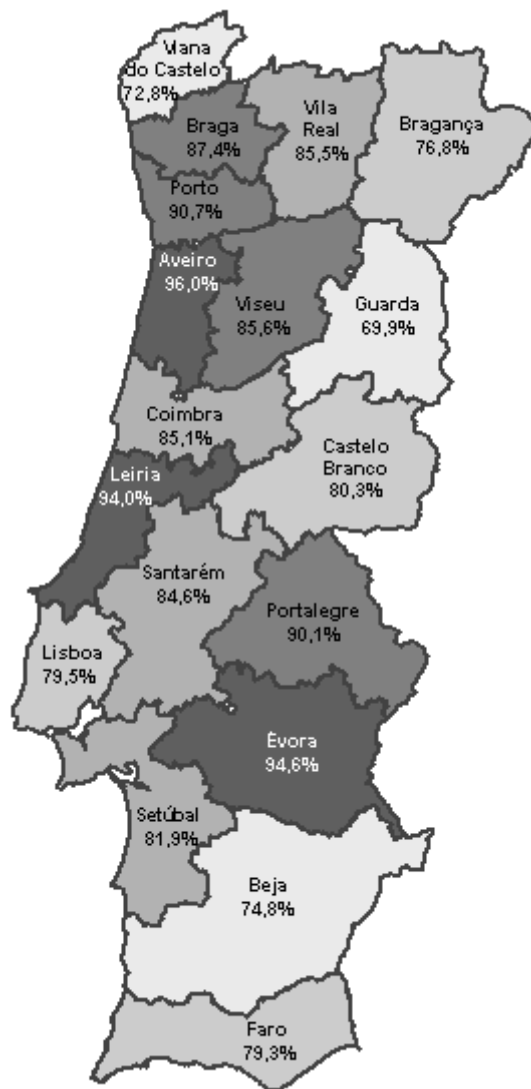 Viana
do Castelo
72,8%
Braga
87,4%
Vila
Real
85,5%
Bragança
76,8%
Porto
90,7%
Aveiro
96,0%
Viseu
85,6%
Guarda
69,9%
Coimbra
85,1%
Castelo
Branco
80,3%
Leiria
94,0%
Santarém
84,6%
Portalegre
90,1%
Lisboa
79,5%
Évora
94,6%
Setúbal
81,9%
Beja
74,8%
Faro
79,3%